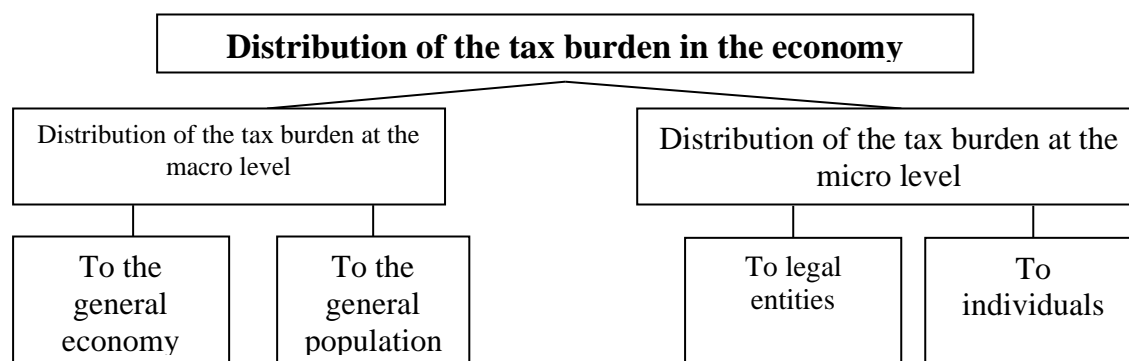 Distribution of the tax burden in the economy
Distribution of the tax burden at the
macro level
Distribution of the tax burden at the
micro level
To the
general
economy
To the
general
population
To legal
entities
To
individuals